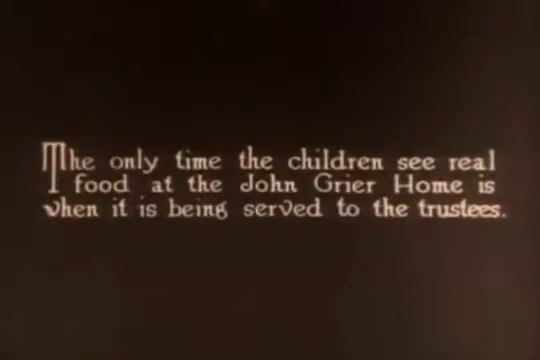 The only time the children see real
food at the John Grier Home is
when it is being served to the trustees.